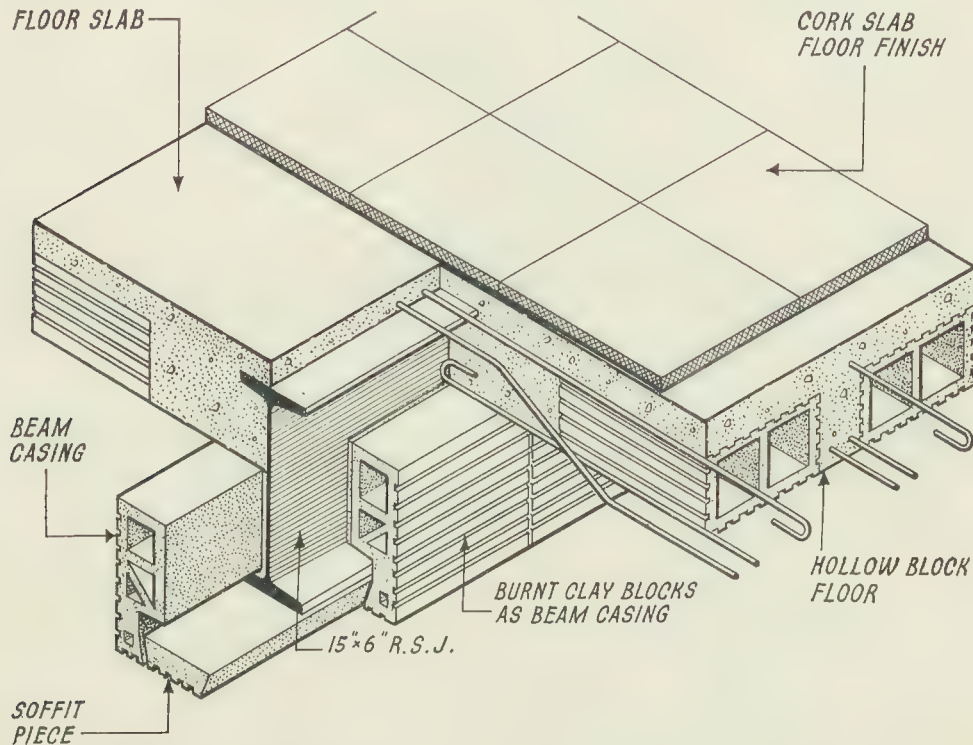 FLOOR SLAB
CORK SLAB
FLOOR FINISH
BEAM
CASING
BURNT CLAY BLOCKS
AS BEAM CASING
HOLLOW BLOCK
FLOOR
15"×6" R.S.J.
SOFFIT
PIECE